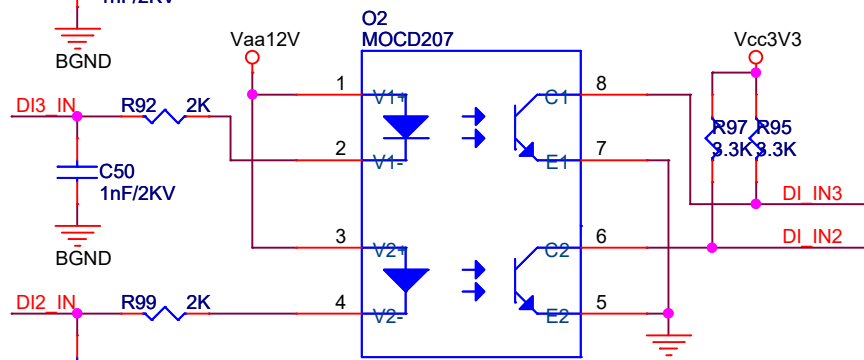 1nF/2KV
BGND
Vaa12V
O2
MOCD207
Vcc3V3
DI3_IN
R92
2K
1
V1+
C1
8
R97
3.3K
R95
3.3K
2
V1-
E1
7
C50
1nF/2KV
BGND
DI_IN3
3
V2+
C2
6
DI_IN2
DI2_IN
R99
2K
4
V2-
E2
5